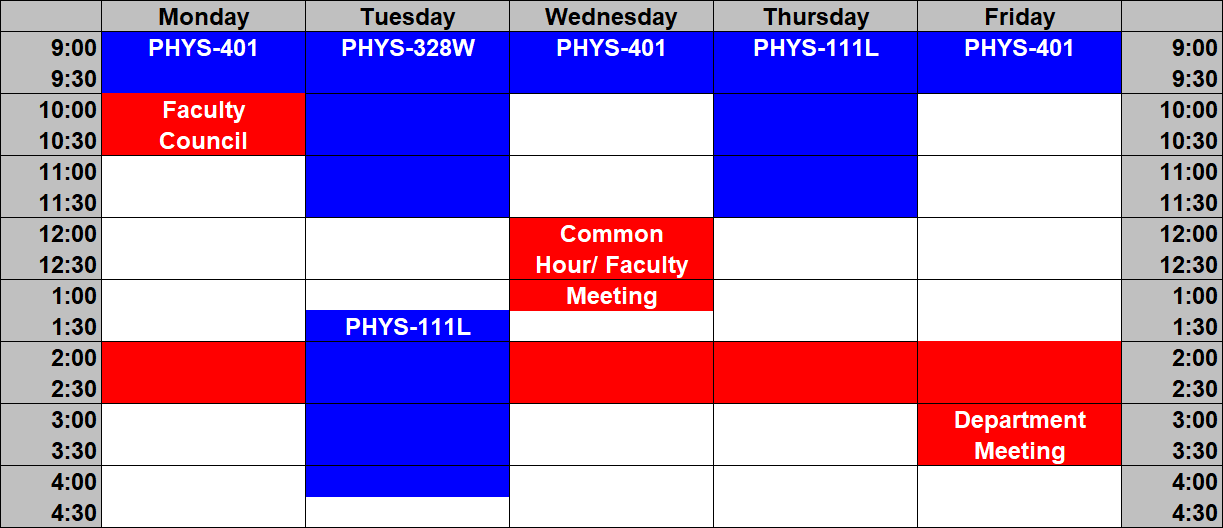 Monday Tuesday Wednesday Thursday Friday
9:00 PHYS-401 PHYS-328W PHYS-401 PHYS-111L PHYS-401 9:00
9:30 9:30
10:00 Faculty 10:00
10:30 Council 10:30
11:00 11:00
11:30 11:30
12:00 Common 12:00
12:30 Hour/ Faculty 12:30
1:00 Meeting 1:00
1:30 PHYS-111L 1:30
2:00 2:00
2:30 2:30
3:00 Department 3:00
3:30 Meeting 3:30
4:00 4:00
4:30 4:30